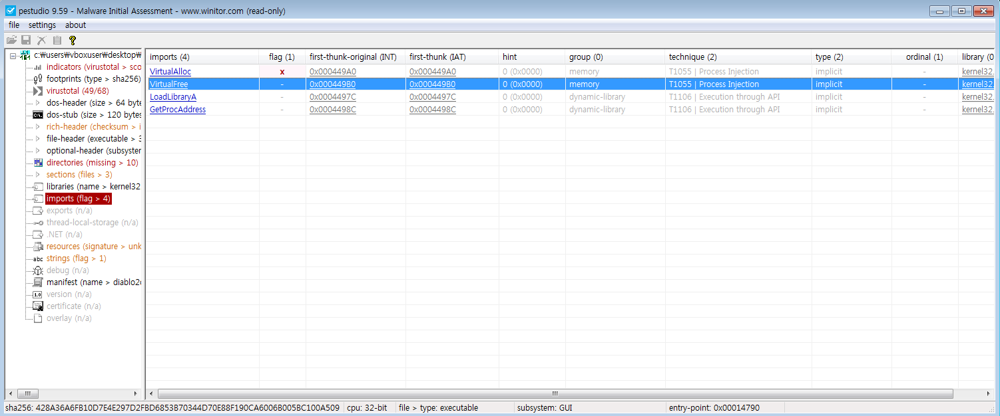 pestudio 9.59 - Malware Initial Assessment - www.winitor.com (read-only)
file settings about
c:₩users₩vboxuser₩desktop₩
indicators (virustotal > sco
footprints (type > sha256)
virustotal (49/68)
dos-header (size > 64 byte
dos-stub (size > 120 bytes
rich-header (checksum > i
file-header (executable > 3
optional-header (subsyster
directories (missing > 10)
sections (files > 3)
libraries (name > kernel32
imports (flag > 4)
exports (n/a)
thread-local-storage (n/a)
.NET (n/a)
resources (signature > unk
abc strings (flag > 1)
debug (n/a)
manifest (name > diablo2
1.0 version (n/a)
certificate (n/a)
overlay (n/a)
imports (4) flag (1) first-thunk-original (INT) first-thunk (IAT) hint group (0) technique (2) type (2) ordinal (1) library (0
VirtualAlloc x 0x000449A0 0x000449A0 0 (0x0000) memory T1055 | Process Injection implicit - kernel32.
VirtualFree - 0x000449B0 0x000449B0 0 (0x0000) memory T1055 | Process Injection implicit - kernel32.
LoadLibraryA - 0x0004497C 0x0004497C 0 (0x0000) dynamic-library T1106 | Execution through API implicit - kernel32.
GetProcAddress - 0x0004498C 0x0004498C 0 (0x0000) dynamic-library T1106 | Execution through API implicit - kernel32.
sha256: 428A36A6FB10D7E4E297D2FBD6853B70344D70E88F190CA6006B005BC100A509 cpu: 32-bit file > type: executable subsystem: GUI entry-point: 0x00014790